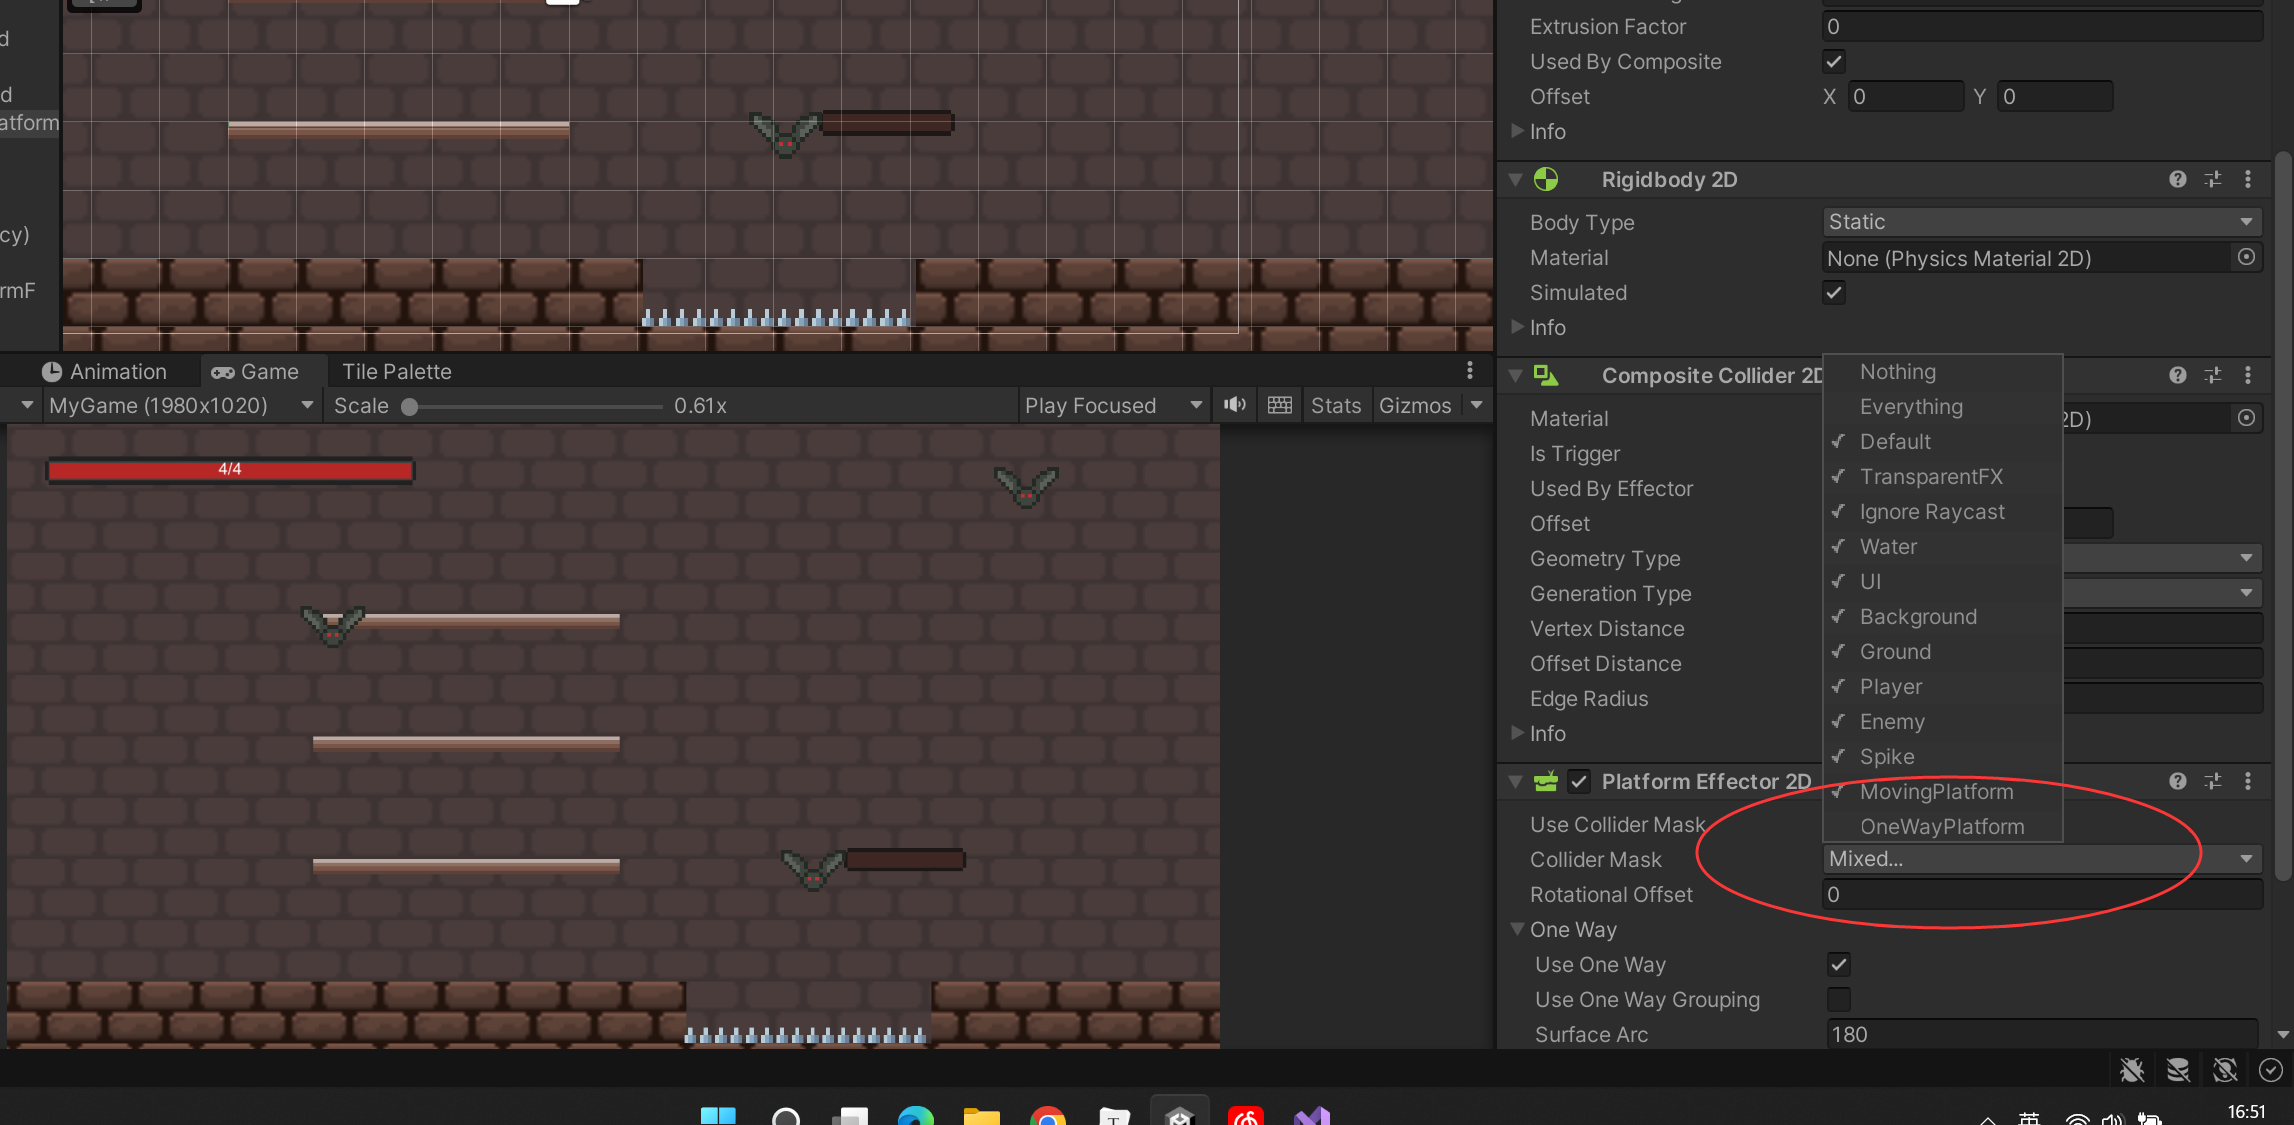 d
d
atform
cy)
rmF
Animation
Game
Tile Palette
MyGame (1980x1020)
Scale
0.61x
Play Focused
Stats
Gizmos
4/4
Extrusion Factor
0
Used By Composite
Offset
X 0
Y 0
Info
Rigidbody 2D
Body Type
Static
Material
None (Physics Material 2D)
Simulated
Info
Composite Collider 2D
Material
2D)
Is Trigger
Used By Effector
Offset
Geometry Type
Generation Type
Vertex Distance
Offset Distance
Edge Radius
Info
Nothing
Everything
Default
TransparentFX
Ignore Raycast
Water
UI
Background
Ground
Player
Enemy
Spike
MovingPlatform
OneWayPlatform
Platform Effector 2D
Use Collider Mask
Collider Mask
Mixed...
Rotational Offset
0
One Way
Use One Way
Use One Way Grouping
Surface Arc
180
英
16:51